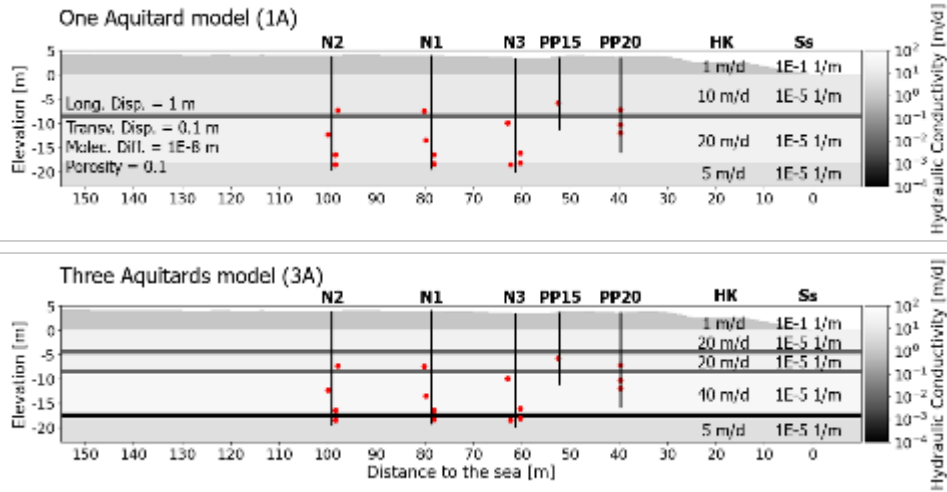 One Aquitard model (1A)
N2 N1 N3 PP15 PP20 HK Ss
5
0
-5
-10
-15
-20
Elevation [m]
1 m/d 1E-1 1/m
10 m/d 1E-5 1/m
20 m/d 1E-5 1/m
5 m/d 1E-5 1/m
Long. Disp. = 1 m
Transv. Disp. = 0.1 m
Molec. Diff. = 1E-8 m
Porosity = 0.1
150 140 130 120 110 100 90 80 70 60 50 40 30 20 10 0
10²
10¹
10⁰
10⁻¹
10⁻²
10⁻³
10⁻⁴
Hydraulic Conductivity [m/d]
Three Aquitards model (3A)
N2 N1 N3 PP15 PP20 HK Ss
5
0
-5
-10
-15
-20
Elevation [m]
1 m/d 1E-1 1/m
20 m/d 1E-5 1/m
20 m/d 1E-5 1/m
40 m/d 1E-5 1/m
5 m/d 1E-5 1/m
150 140 130 120 110 100 90 80 70 60 50 40 30 20 10 0
Distance to the sea [m]
10²
10¹
10⁰
10⁻¹
10⁻²
10⁻³
10⁻⁴
Hydraulic Conductivity [m/d]